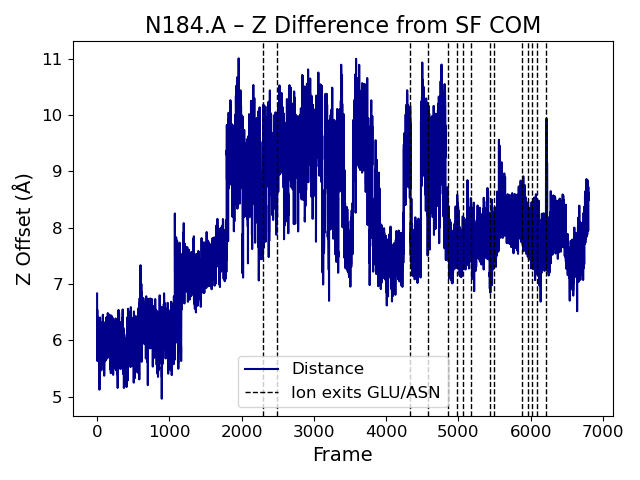 N184.A – Z Difference from SF COM
Z Offset (Å)
11
10
9
8
7
6
5
Distance
Ion exits GLU/ASN
0 1000 2000 3000 4000 5000 6000 7000
Frame